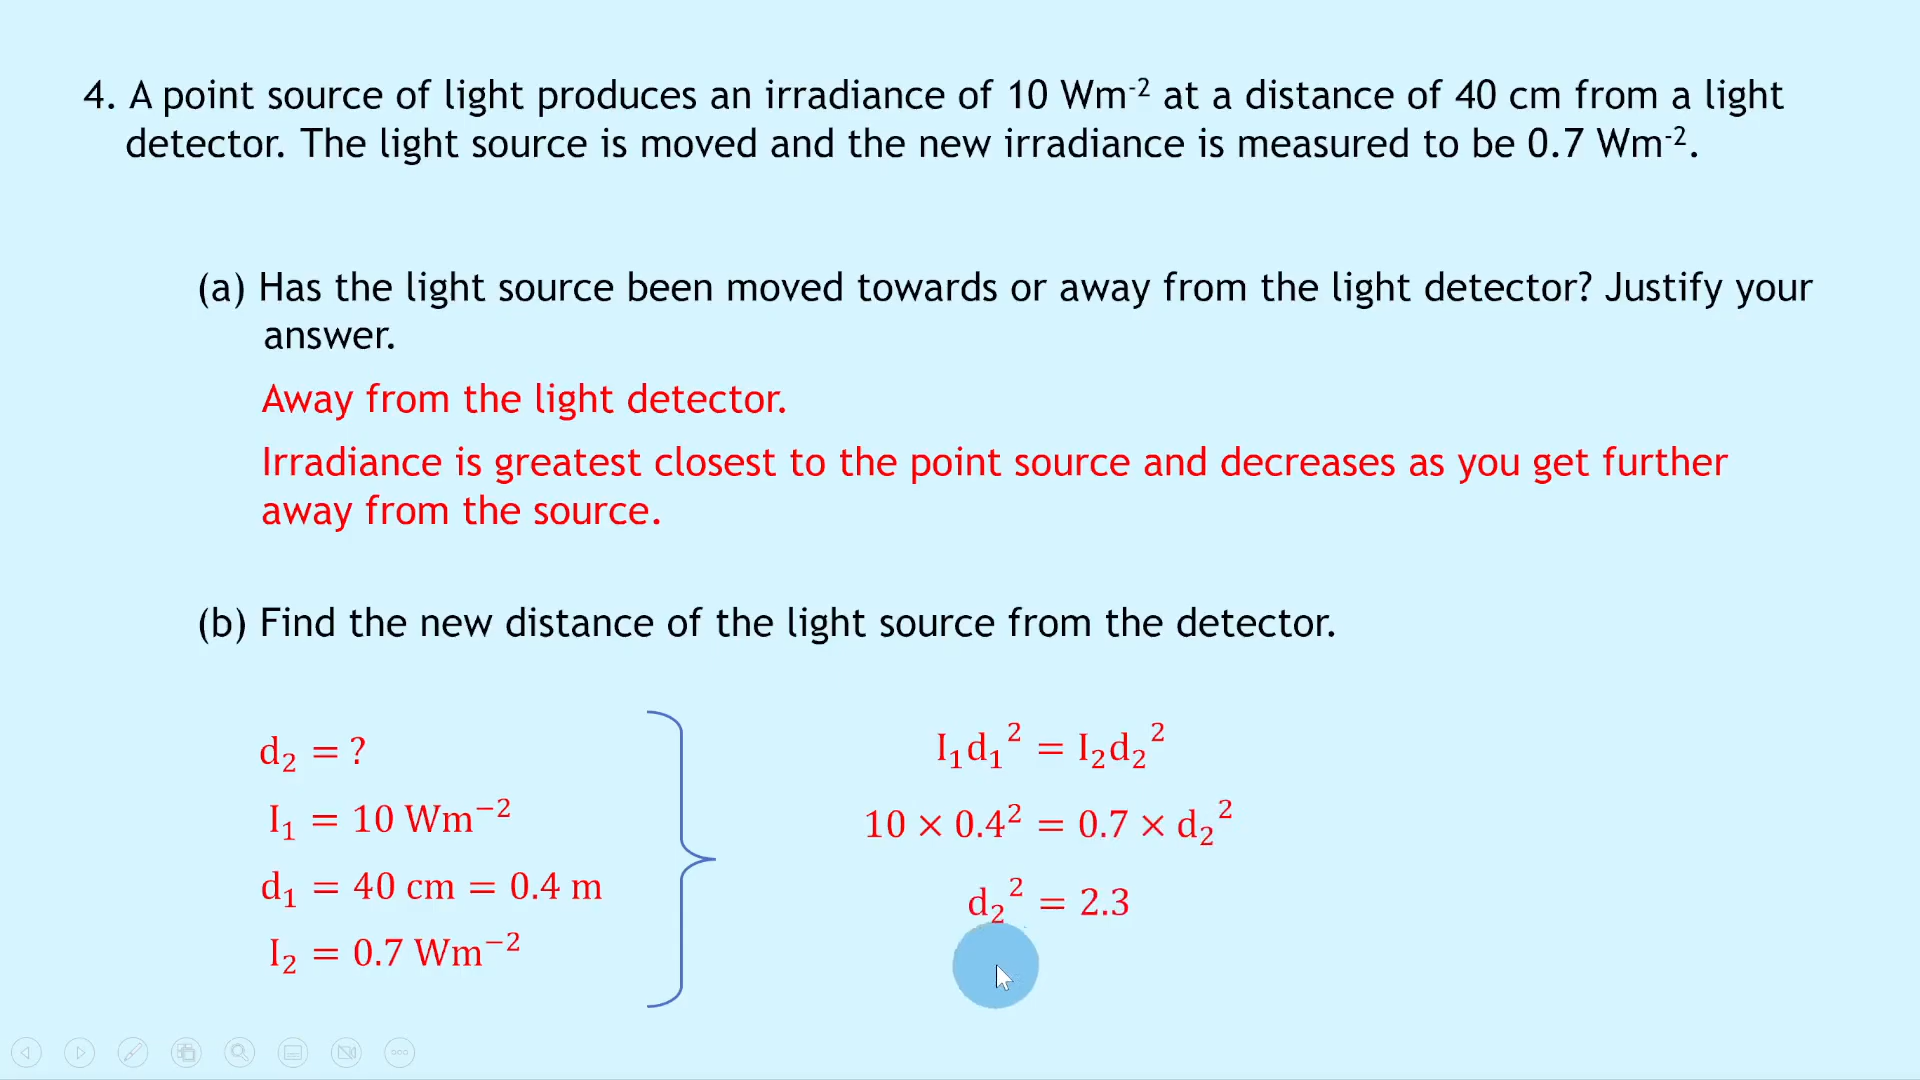 4. A point source of light produces an irradiance of 10 Wm⁻² at a distance of 40 cm from a light
detector. The light source is moved and the new irradiance is measured to be 0.7 Wm⁻².
(a) Has the light source been moved towards or away from the light detector? Justify your
answer.
Away from the light detector.
Irradiance is greatest closest to the point source and decreases as you get further
away from the source.
(b) Find the new distance of the light source from the detector.
d₂ = ?
I₁ = 10 Wm⁻²
d₁ = 40 cm = 0.4 m
I₂ = 0.7 Wm⁻²
I₁d₁² = I₂d₂²
10 × 0.4² = 0.7 × d₂²
d₂² = 2.3